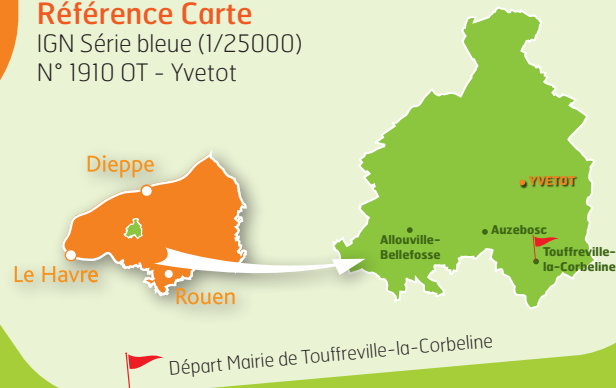 Référence Carte
IGN Série bleue (1/25000)
N° 1910 OT - Yvetot
Dieppe
Le Havre
Rouen
YVETOT
Allouville-
Bellefosse
Auzebosc
Touffreville-
la-Corbeline
Départ Mairie de Touffreville-la-Corbeline